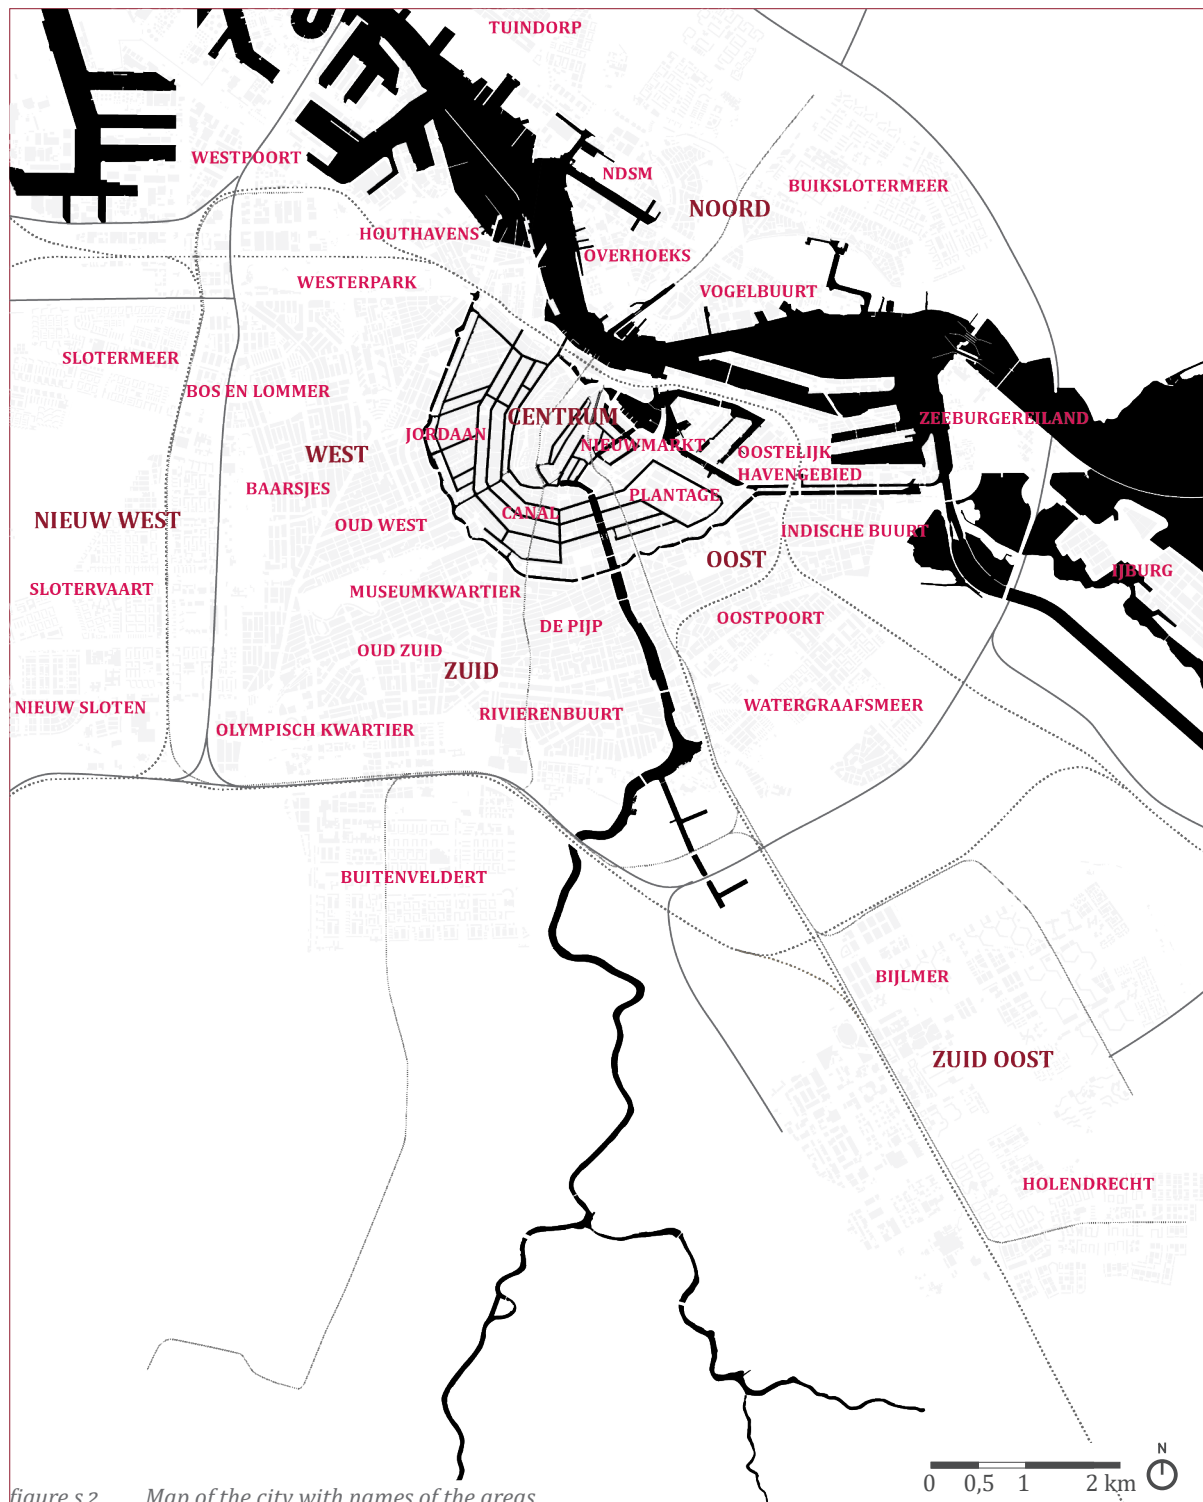 TUINDORP
WESTPOORT
NDSM
BUIKSLOTERMEER
NOORD
HOUTHAVENS
OVERHOEKS
WESTERPARK
VOGELBUURT
SLOTERMEER
BOS EN LOMMER
CENTRUM
ZEEBURGEREILAND
JORDAAN
NIEUWMARKT
WEST
OOSTELIJK
HAVENGEBIED
BAARSJES
PLANTAGE
CANAL
NIEUW WEST
OUD WEST
INDISCHE BUURT
OOST
IJBURG
SLOTERVAART
MUSEUMKWARTIER
OOSTPOORT
DE PIJP
OUD ZUID
ZUID
NIEUW SLOTEN
RIVIERENBUURT
WATERGRAAFSMEER
OLYMPISCH KWARTIER
BUITENVELDERT
BIJLMER
ZUID OOST
HOLENDRECHT
N
0 0,5 1 2 km
figure s.2 Map of the city with names of the areas